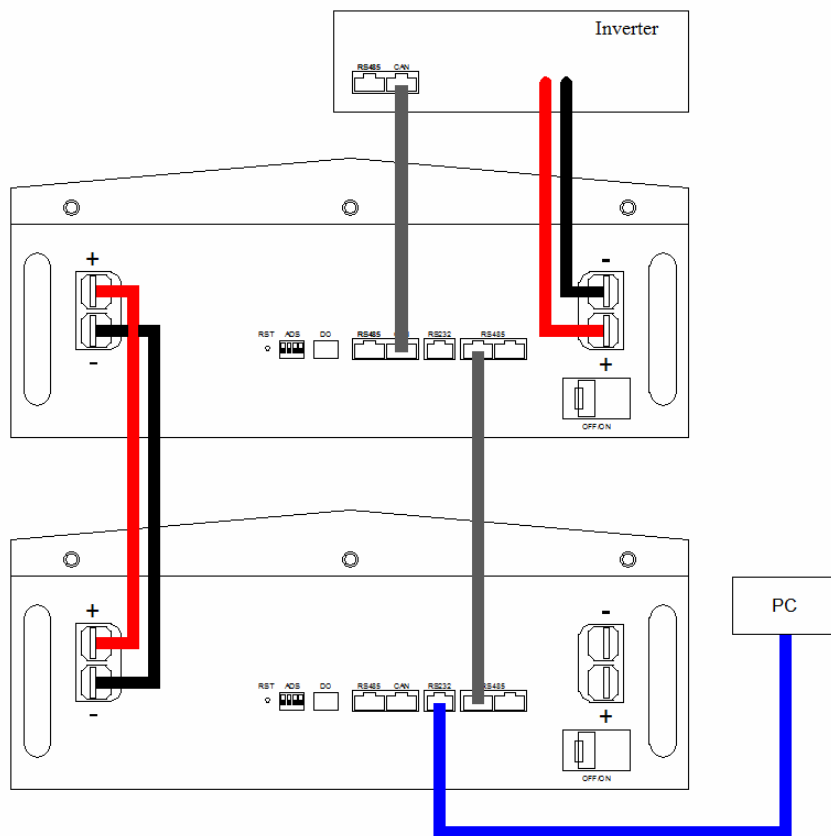 Inverter
RS485 CAN
+ -
RST ADS DO RS485 CAN RS232 RS485
- +
OFF/ON
+ -
PC
RST ADS DO RS485 CAN RS232 RS485
- +
OFF/ON